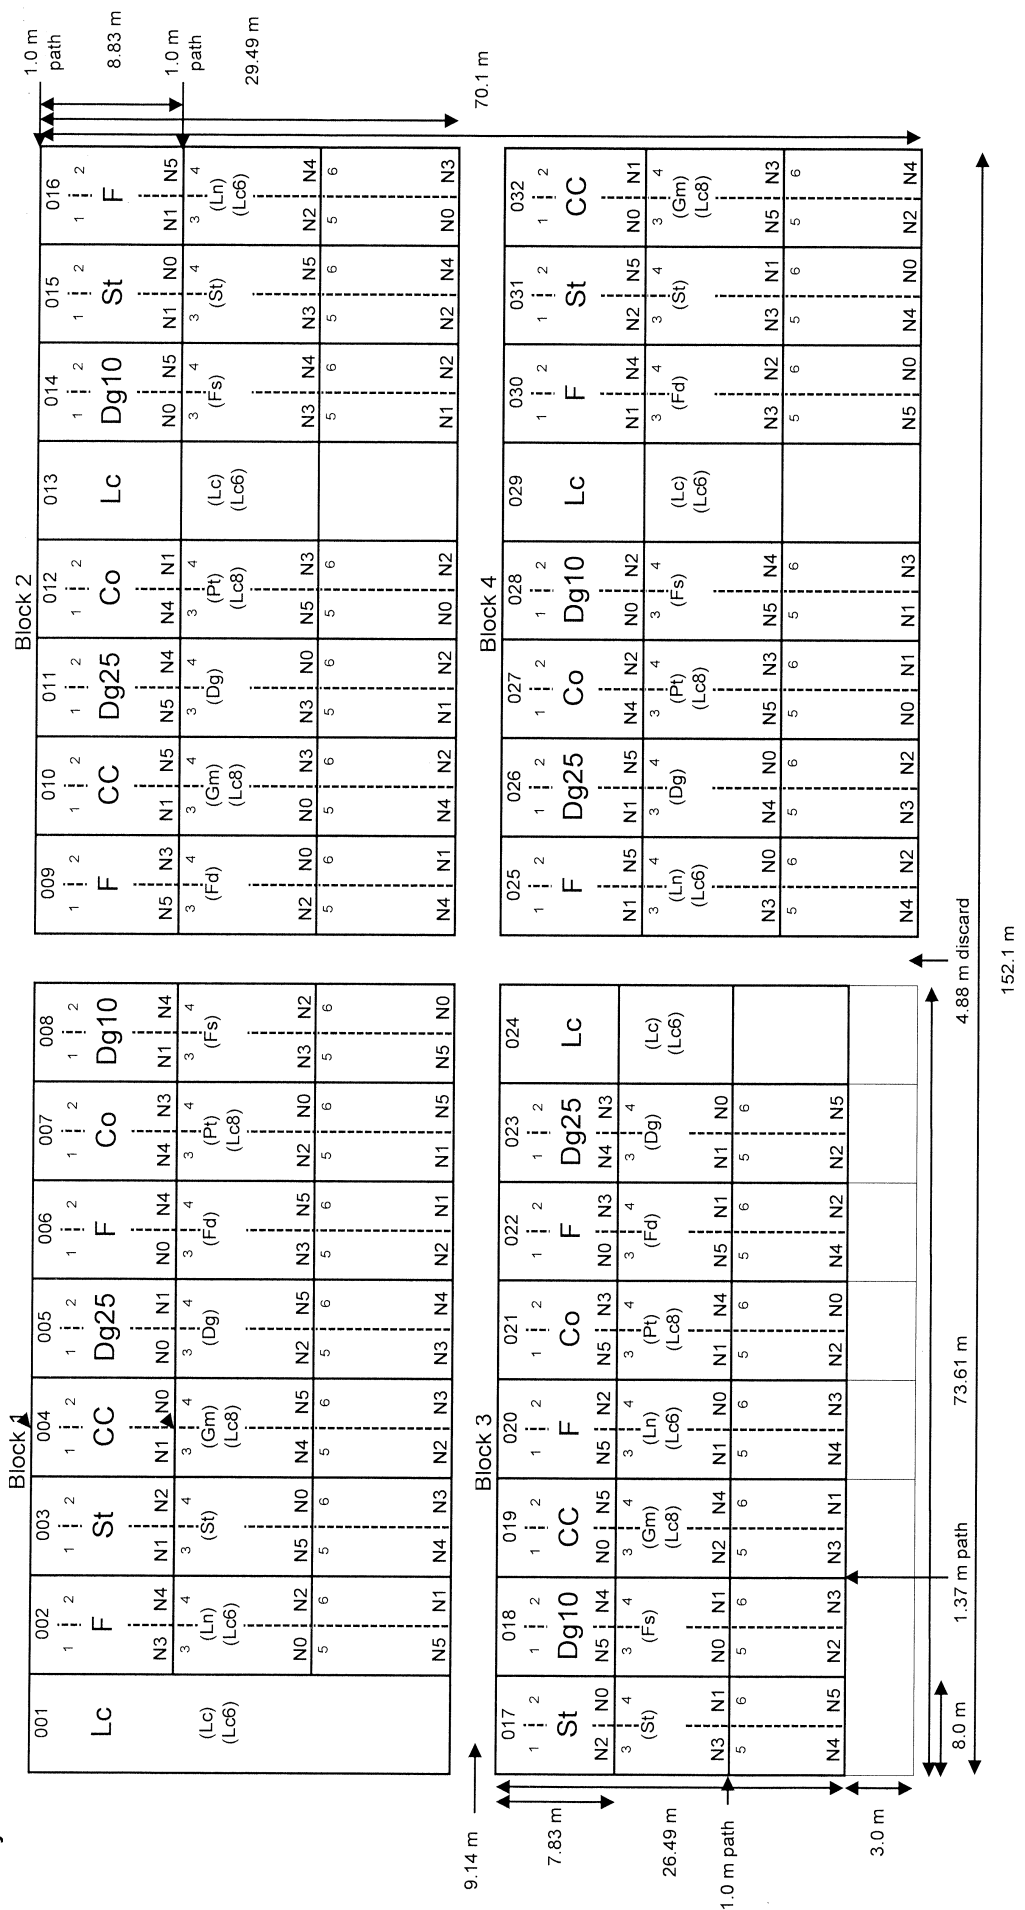 Block 1
001
Lc
(Lc)
(Lc6)
002
1 2
F
N3 N4
3 4
(Ln)
(Lc6)
N0 N2
5 6
N5 N1
003
1 2
St
N1 N2
3 4
(St)
N5 N0
5 6
N4 N3
004
1 2
CC
N1 N0
3 4
(Gm)
(Lc8)
N4 N5
5 6
N2 N3
005
1 2
Dg25
N0 N1
3 4
(Dg)
N2 N5
5 6
N3 N4
006
1 2
F
N0 N4
3 4
(Fd)
N3 N5
5 6
N2 N1
007
1 2
Co
N4 N3
3 4
(Pt)
(Lc8)
N2 N0
5 6
N1 N5
008
1 2
Dg10
N1 N4
3 4
(Fs)
N3 N2
5 6
N5 N0
Block 2
009
1 2
F
N5 N3
3 4
(Fd)
N2 N0
5 6
N4 N1
010
1 2
CC
N1 N5
3 4
(Gm)
(Lc8)
N0 N3
5 6
N4 N2
011
1 2
Dg25
N5 N4
3 4
(Dg)
N3 N0
5 6
N1 N2
012
1 2
Co
N4 N1
3 4
(Pt)
(Lc8)
N5 N3
5 6
N0 N2
013
Lc
(Lc)
(Lc6)
014
1 2
Dg10
N0 N5
3 4
(Fs)
N3 N4
5 6
N1 N2
015
1 2
St
N1 N0
3 4
(St)
N3 N5
5 6
N2 N4
016
1 2
F
N1 N5
3 4
(Ln)
(Lc6)
N2 N4
5 6
N0 N3
1.0 m
path
8.83 m
1.0 m
path
29.49 m
70.1 m
9.14 m
Block 3
017
1 2
St
N2 N0
3 4
(St)
N3 N1
5 6
N4 N5
018
1 2
Dg10
N5 N4
3 4
(Fs)
N0 N1
5 6
N2 N3
019
1 2
CC
N0 N5
3 4
(Gm)
(Lc8)
N2 N4
5 6
N3 N1
020
1 2
F
N5 N2
3 4
(Ln)
(Lc6)
N1 N0
5 6
N4 N3
021
1 2
Co
N5 N3
3 4
(Pt)
(Lc8)
N1 N4
5 6
N2 N0
022
1 2
F
N0 N3
3 4
(Fd)
N5 N1
5 6
N4 N2
023
1 2
Dg25
N4 N3
3 4
(Dg)
N1 N0
5 6
N2 N5
024
Lc
(Lc)
(Lc6)
Block 4
025
1 2
F
N1 N5
3 4
(Ln)
(Lc6)
N3 N0
5 6
N4 N2
026
1 2
Dg25
N1 N5
3 4
(Dg)
N4 N0
5 6
N3 N2
027
1 2
Co
N4 N2
3 4
(Pt)
(Lc8)
N5 N3
5 6
N0 N1
028
1 2
Dg10
N0 N2
3 4
(Fs)
N5 N4
5 6
N1 N3
029
Lc
(Lc)
(Lc6)
030
1 2
F
N1 N4
3 4
(Fd)
N3 N2
5 6
N5 N0
031
1 2
St
N2 N5
3 4
(St)
N3 N1
5 6
N4 N0
032
1 2
CC
N0 N1
3 4
(Gm)
(Lc8)
N5 N3
5 6
N2 N4
7.83 m
26.49 m
1.0 m path
3.0 m
8.0 m
1.37 m path
73.61 m
4.88 m discard
152.1 m